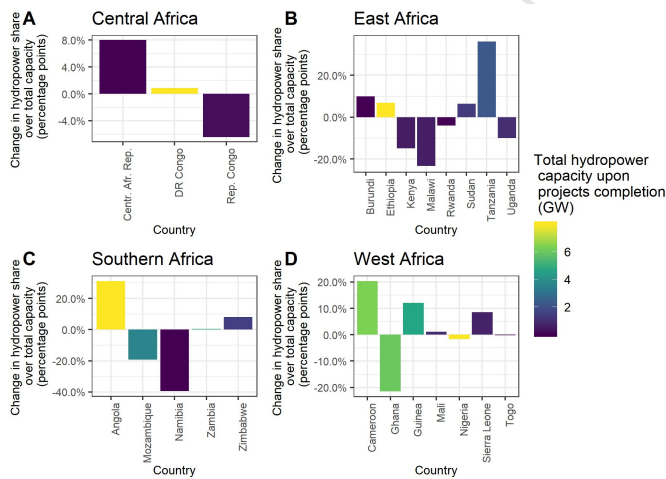 A Central Africa
Change in hydropower share
over total capacity
(percentage points)
8.0%
4.0%
0.0%
-4.0%
Centr. Afr. Rep.
DR Congo
Rep. Congo
Country
B East Africa
Change in hydropower share
over total capacity
(percentage points)
20.0%
0.0%
-20.0%
Burundi
Ethiopia
Kenya
Malawi
Rwanda
Sudan
Tanzania
Uganda
Country
C Southern Africa
Change in hydropower share
over total capacity
(percentage points)
20.0%
0.0%
-20.0%
-40.0%
Angola
Mozambique
Namibia
Zambia
Zimbabwe
Country
D West Africa
Change in hydropower share
over total capacity
(percentage points)
20.0%
10.0%
0.0%
-10.0%
-20.0%
Cameroon
Ghana
Guinea
Mali
Nigeria
Sierra Leone
Togo
Country
Total hydropower
capacity upon
projects completion
(GW)
6
4
2